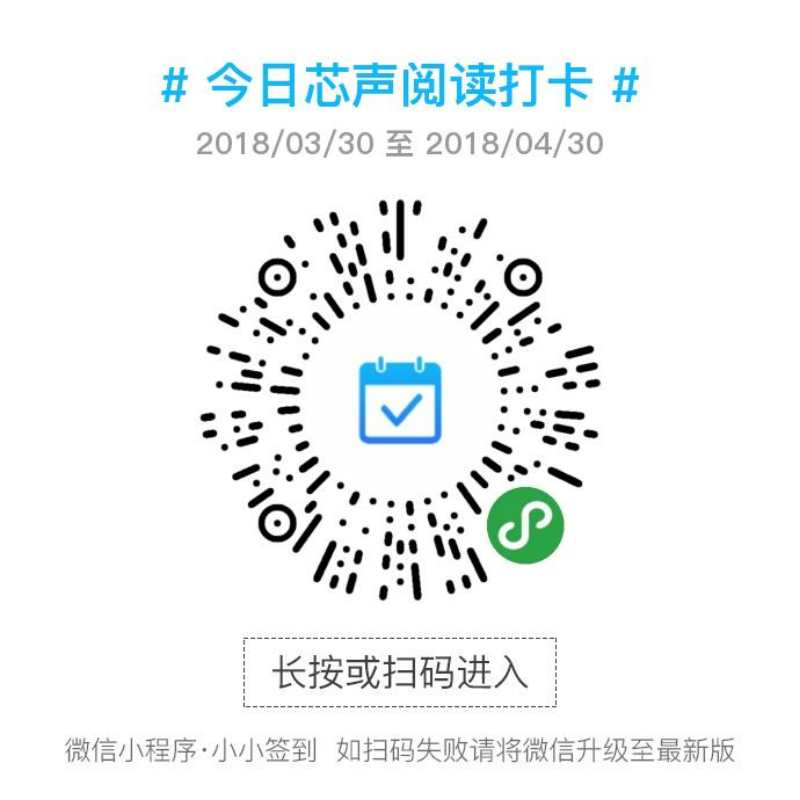 # 今日芯声阅读打卡 #
2018/03/30 至 2018/04/30
长按或扫码进入
微信小程序·小小签到 如扫码失败请将微信升级至最新版